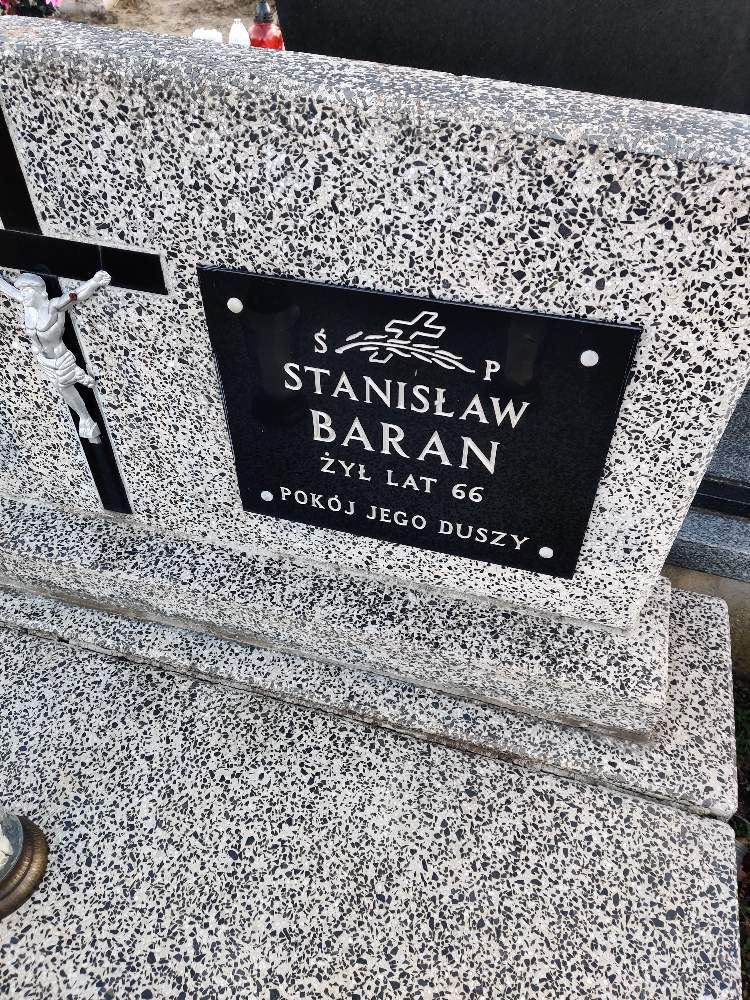 Ś P
STANISŁAW
BARAN
ŻYŁ LAT 66
POKÓJ JEGO DUSZY